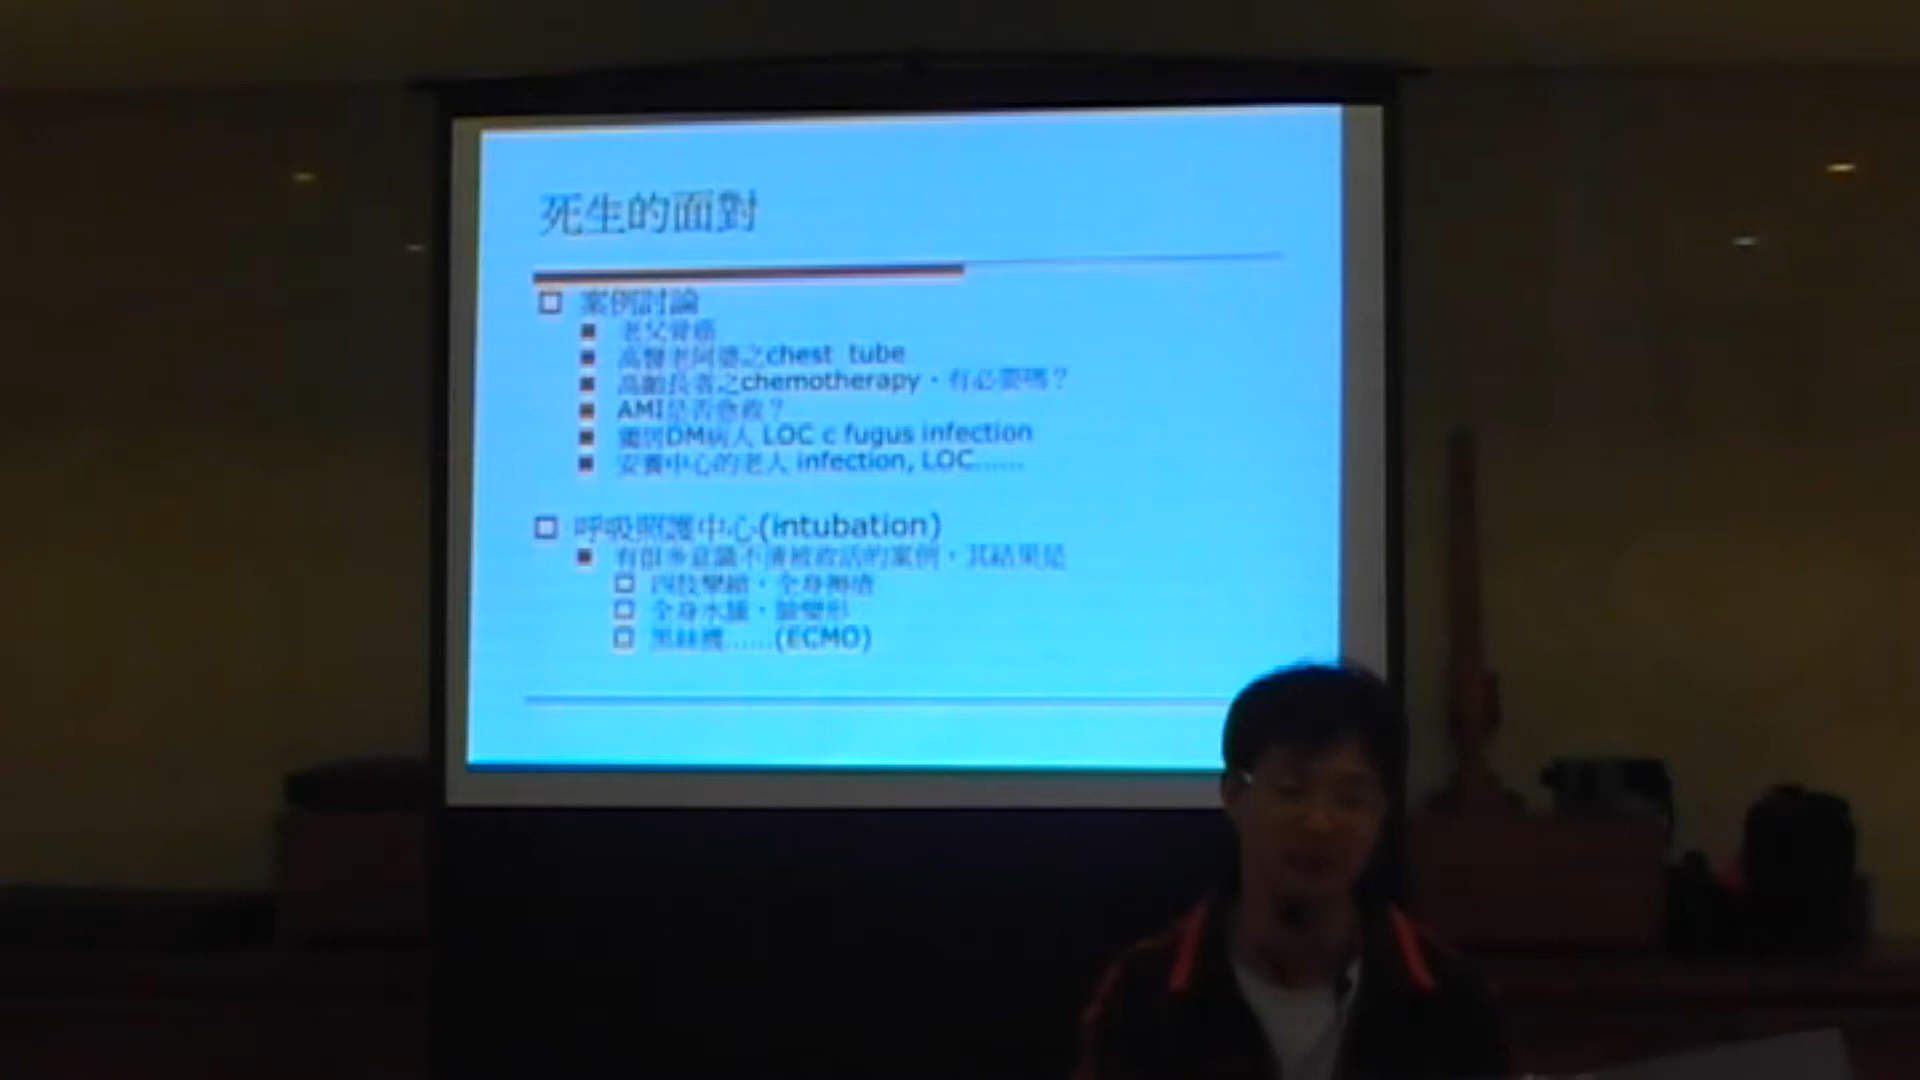 死生的面對
案例討論
老父骨癌
高醫老阿婆之chest tube
高齡長者之chemotherapy，有必要嗎？
AMI是否急救？
獨居DM病人 LOC c fugus infection
安養中心的老人 infection, LOC......
呼吸照護中心(intubation)
有很多意識不清被救活的案例，其結果是
四肢攣縮，全身褥瘡
全身水腫，臉變形
......(ECMO)